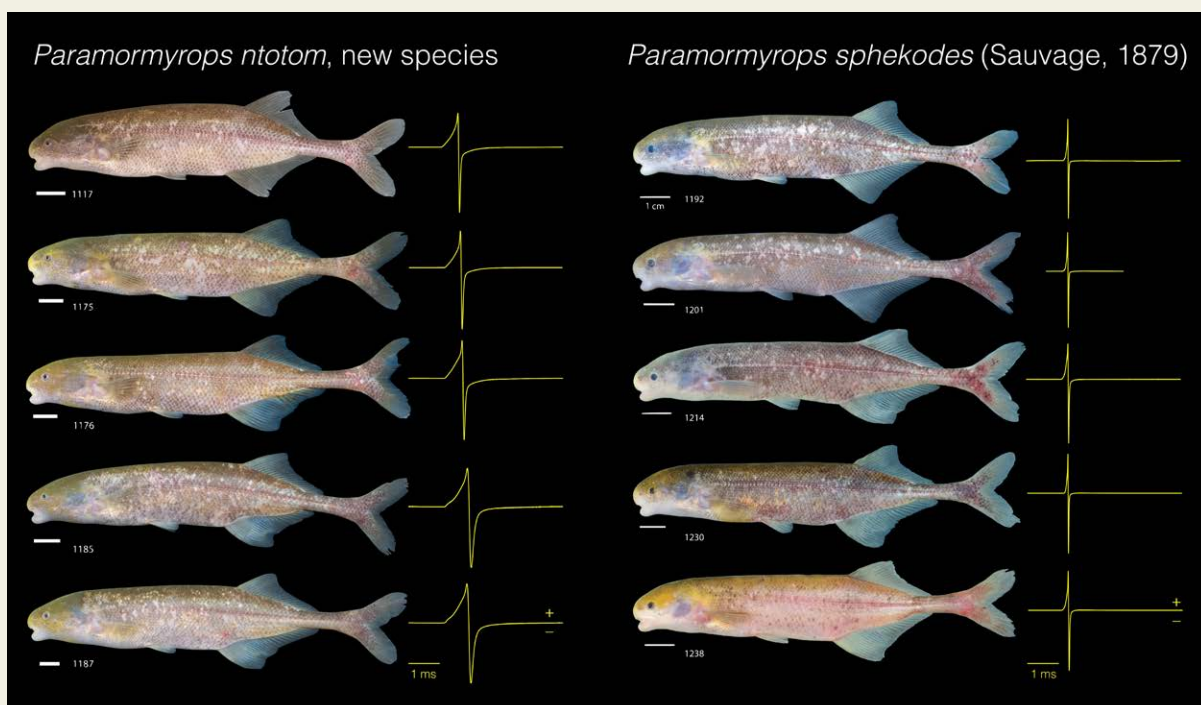 Paramormyrops ntotom, new species
1117
1175
1176
1185
1187
+
–
1 ms
Paramormyrops sphekodes (Sauvage, 1879)
1 cm
1192
1201
1214
1230
1238
+
–
1 ms